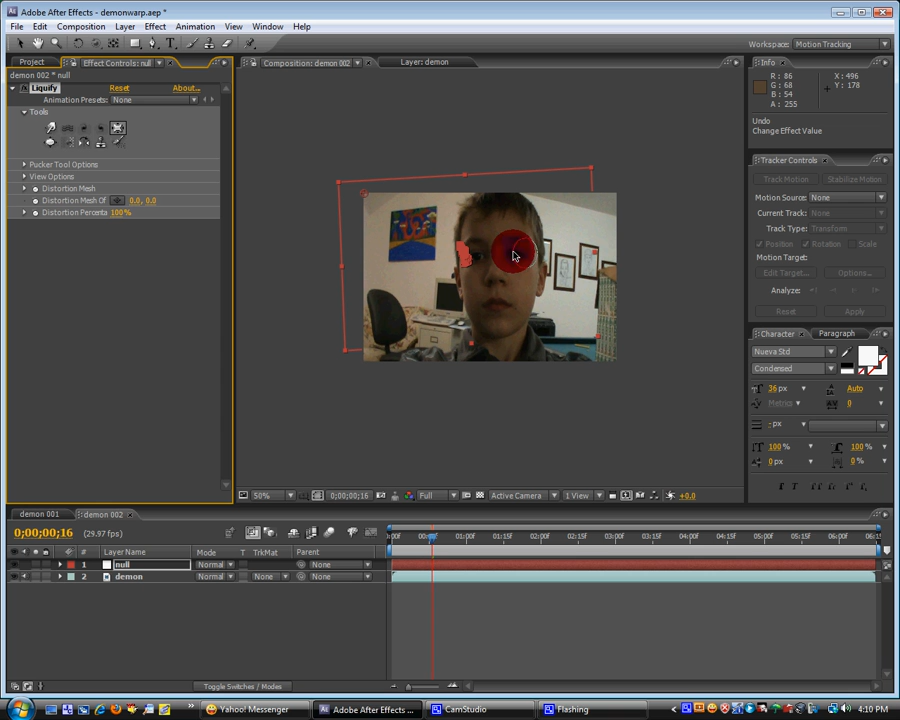 Adobe After Effects - demonwarp.aep *
File Edit Composition Layer Effect Animation View Window Help
Workspace: Motion Tracking
Project Effect Controls: null
Composition: demon 002 Layer: demon
Info
demon 002 * null
Liquify Reset About...
Animation Presets: None
Tools
Pucker Tool Options
View Options
Distortion Mesh
Distortion Mesh Of 0.0, 0.0
Distortion Percenta 100%
R : 86
G : 68
B : 54
A : 255
X : 496
Y : 178
Undo
Change Effect Value
Tracker Controls
Track Motion Stabilize Motion
Motion Source: None
Current Track: None
Track Type: Transform
Position Rotation Scale
Motion Target:
Edit Target... Options...
Analyze:
Reset Apply
Character Paragraph
Nueva Std
Condensed
36 px Auto
Metrics 0
- px
100 % 100 %
0 px 0 %
50% 0;00;00;16 Full Active Camera 1 View +0.0
demon 001 demon 002
0;00;00;16 (29.97 fps)
# Layer Name Mode T TrkMat Parent
01:00f 01:15f 02:00f 02:15f 03:00f 03:15f 04:00f 04:15f 05:00f 05:15f 06:00f
1 null Normal None
2 demon Normal None None
Toggle Switches / Modes
start Yahoo! Messenger Adobe After Effects ... CamStudio Flashing 4:10 PM